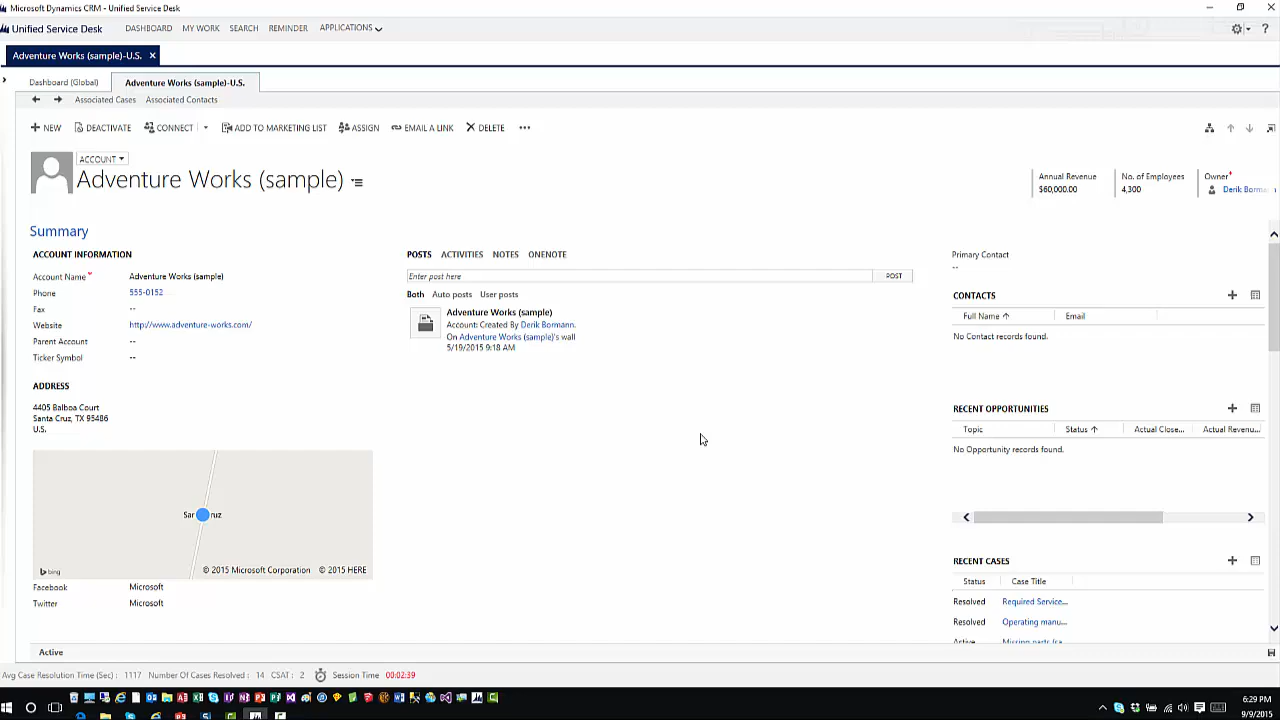 Microsoft Dynamics CRM - Unified Service Desk
Unified Service Desk DASHBOARD MY WORK SEARCH REMINDER APPLICATIONS
Adventure Works (sample)-U.S.
Dashboard (Global) Adventure Works (sample)-U.S.
Associated Cases Associated Contacts
NEW DEACTIVATE CONNECT ADD TO MARKETING LIST ASSIGN EMAIL A LINK DELETE •••
ACCOUNT
Adventure Works (sample)
Annual Revenue No. of Employees Owner*
$60,000.00 4,300 Derik Bormann
Summary
ACCOUNT INFORMATION
Account Name* Adventure Works (sample)
Phone 555-0152
Fax --
Website http://www.adventure-works.com/
Parent Account --
Ticker Symbol --
ADDRESS
4405 Balboa Court
Santa Cruz, TX 95486
U.S.
bing © 2015 Microsoft Corporation © 2015 HERE
Facebook Microsoft
Twitter Microsoft
POSTS ACTIVITIES NOTES ONENOTE
Enter post here POST
Both Auto posts User posts
Adventure Works (sample)
Account: Created By Derik Bormann.
On Adventure Works (sample)'s wall
5/19/2015 9:18 AM
Primary Contact
--
CONTACTS
Full Name Email
No Contact records found.
RECENT OPPORTUNITIES
Topic Status Actual Close... Actual Revenu...
No Opportunity records found.
RECENT CASES
Status Case Title
Resolved Required Service...
Resolved Operating manu...
Active Missing parts (sa...
Active
Avg Case Resolution Time (Sec) : 1117 Number Of Cases Resolved : 14 CSAT : 2 Session Time 00:02:39
6:29 PM
9/9/2015